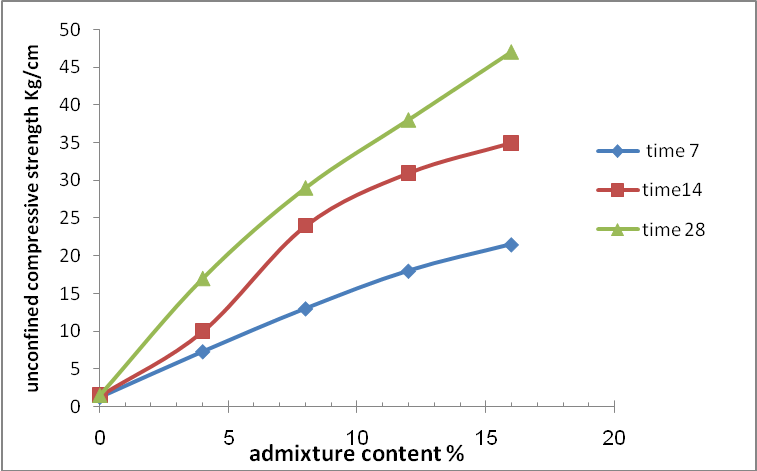 unconfined compressive strength Kg/cm
50
45
40
35
30
25
20
15
10
5
0
0 5 10 15 20
admixture content %
time 7
time14
time 28